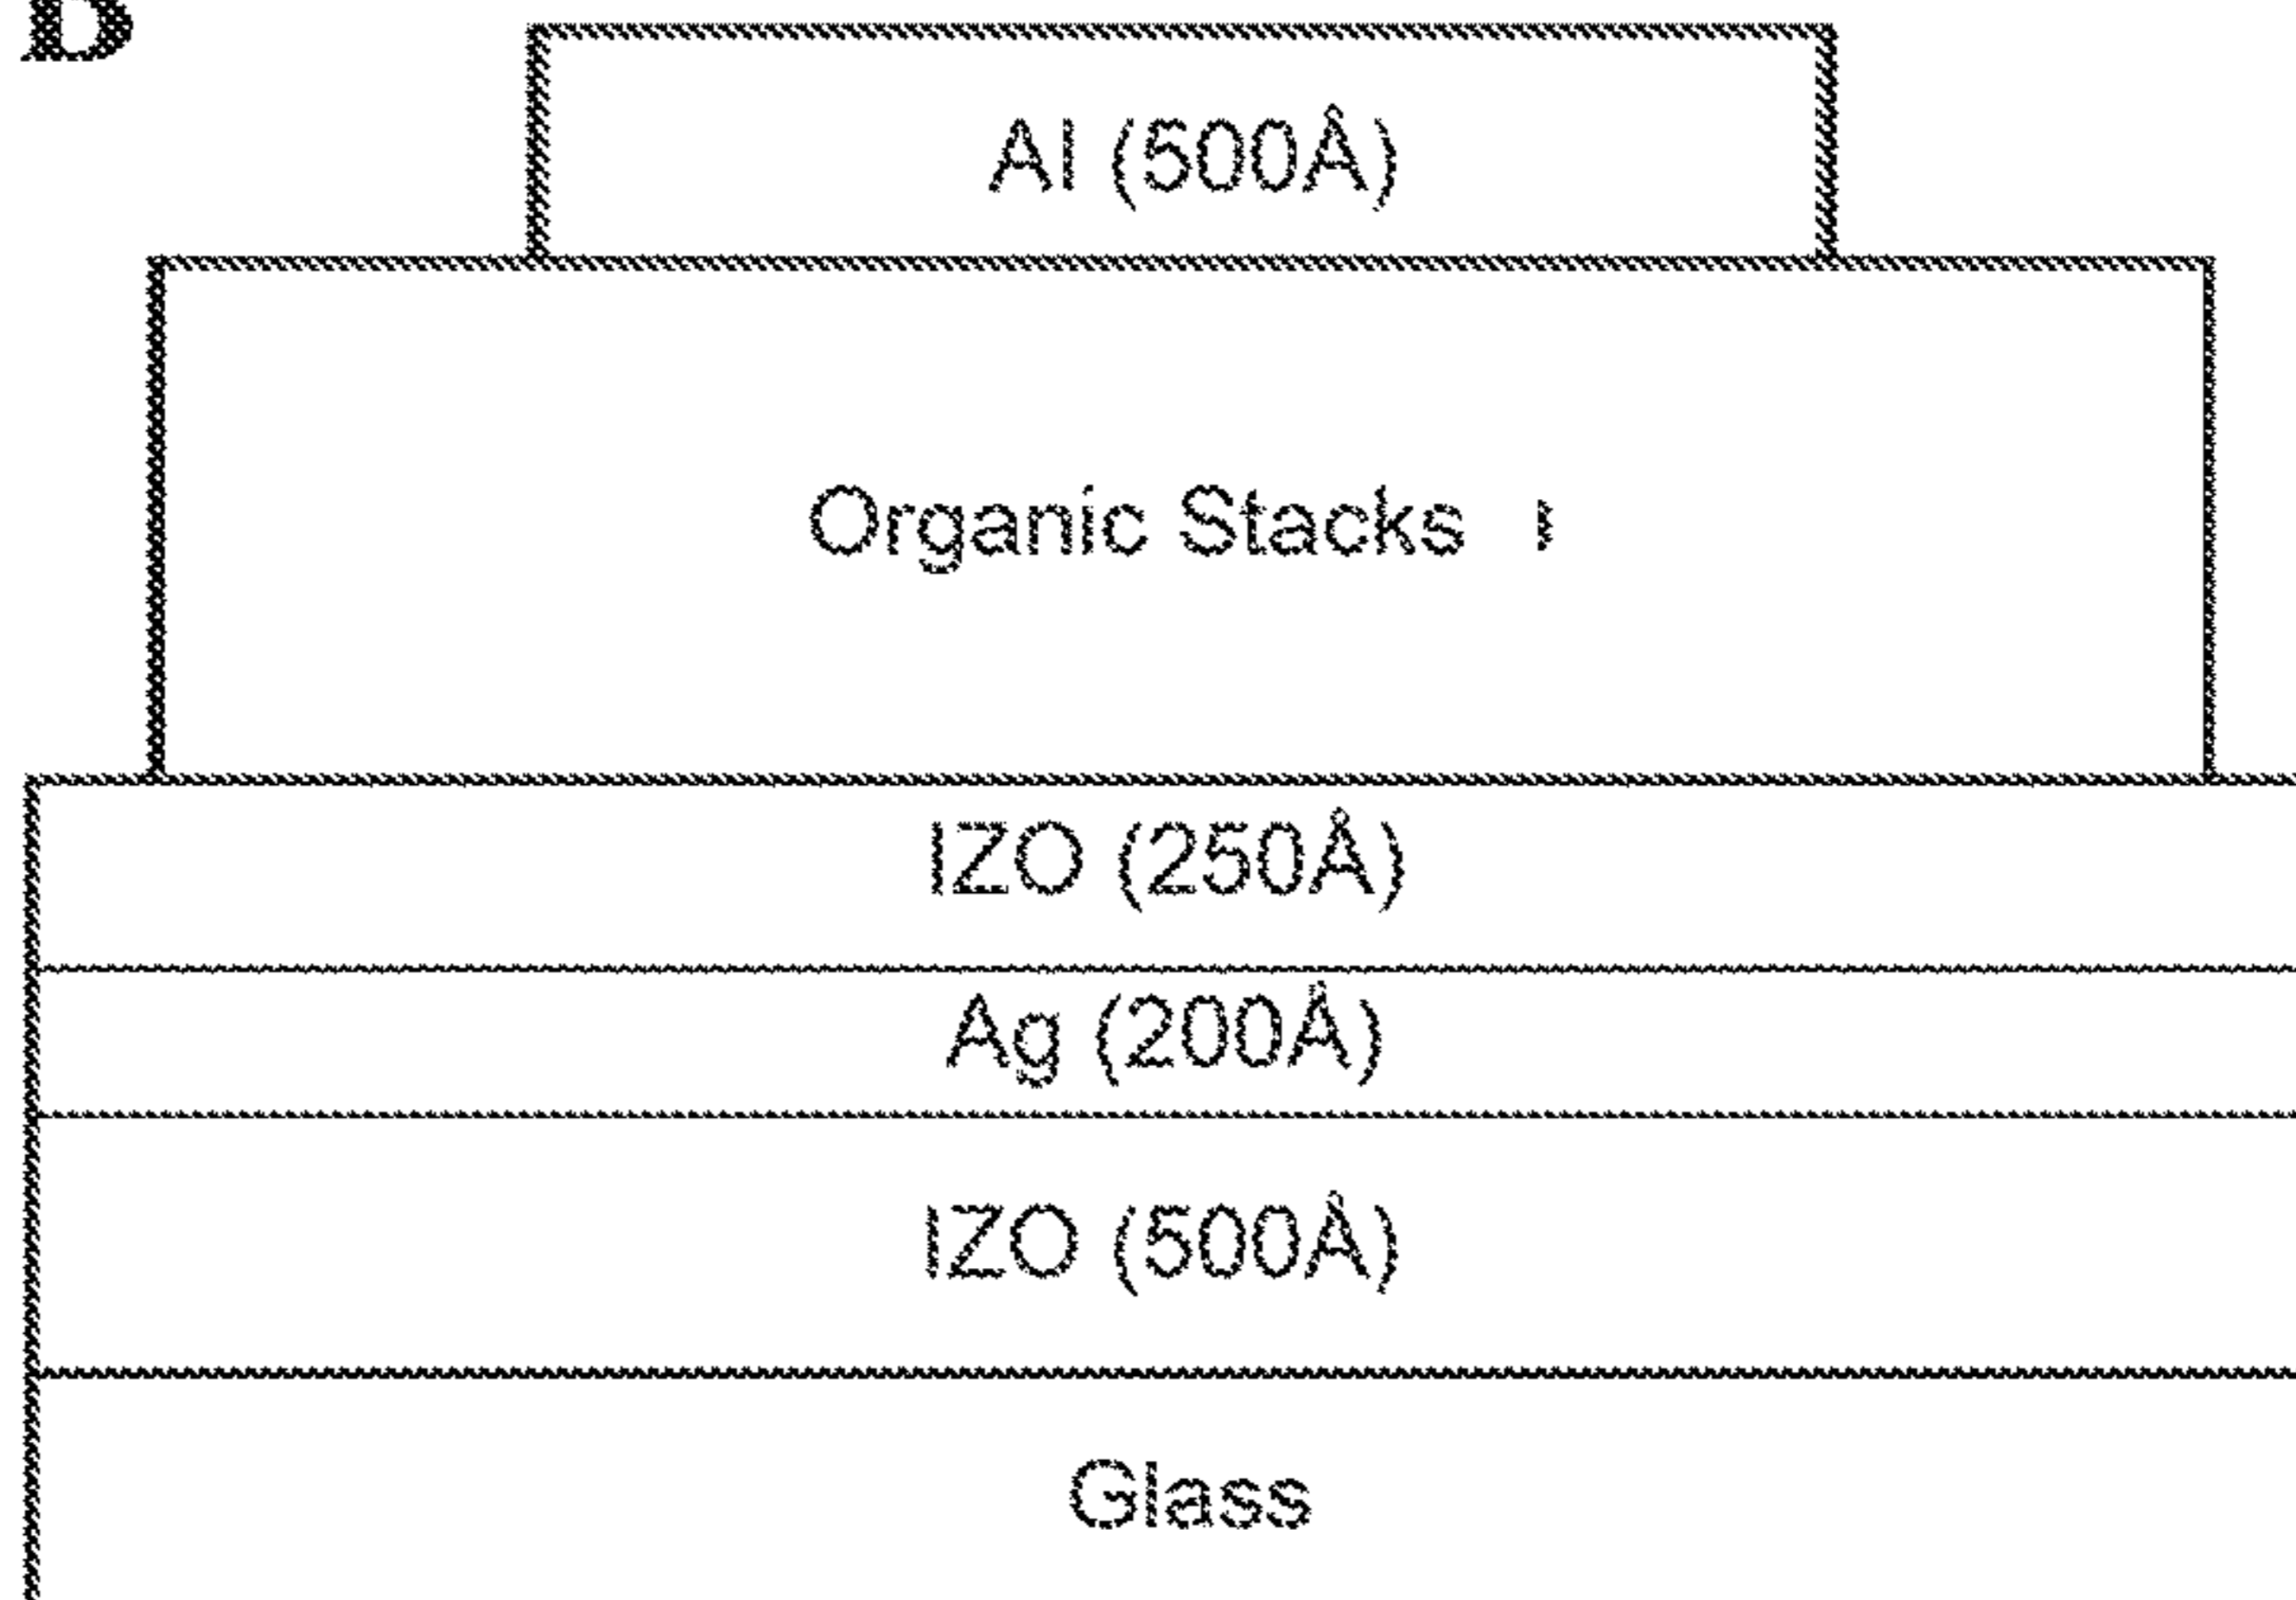 Al (500Å)
Organic Stacks I
IZO (250Å)
Ag (200Å)
IZO (500Å)
Glass